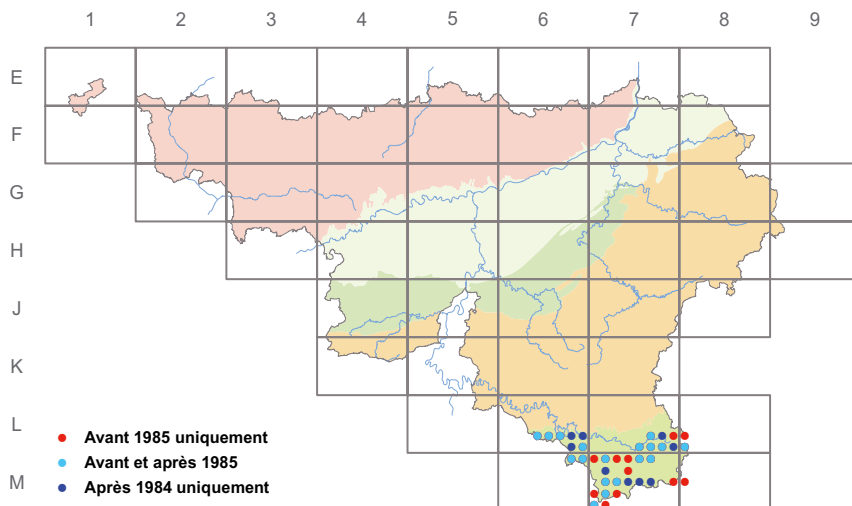 1 2 3 4 5 6 7 8 9
E
F
G
H
J
K
L
M
Avant 1985 uniquement
Avant et après 1985
Après 1984 uniquement